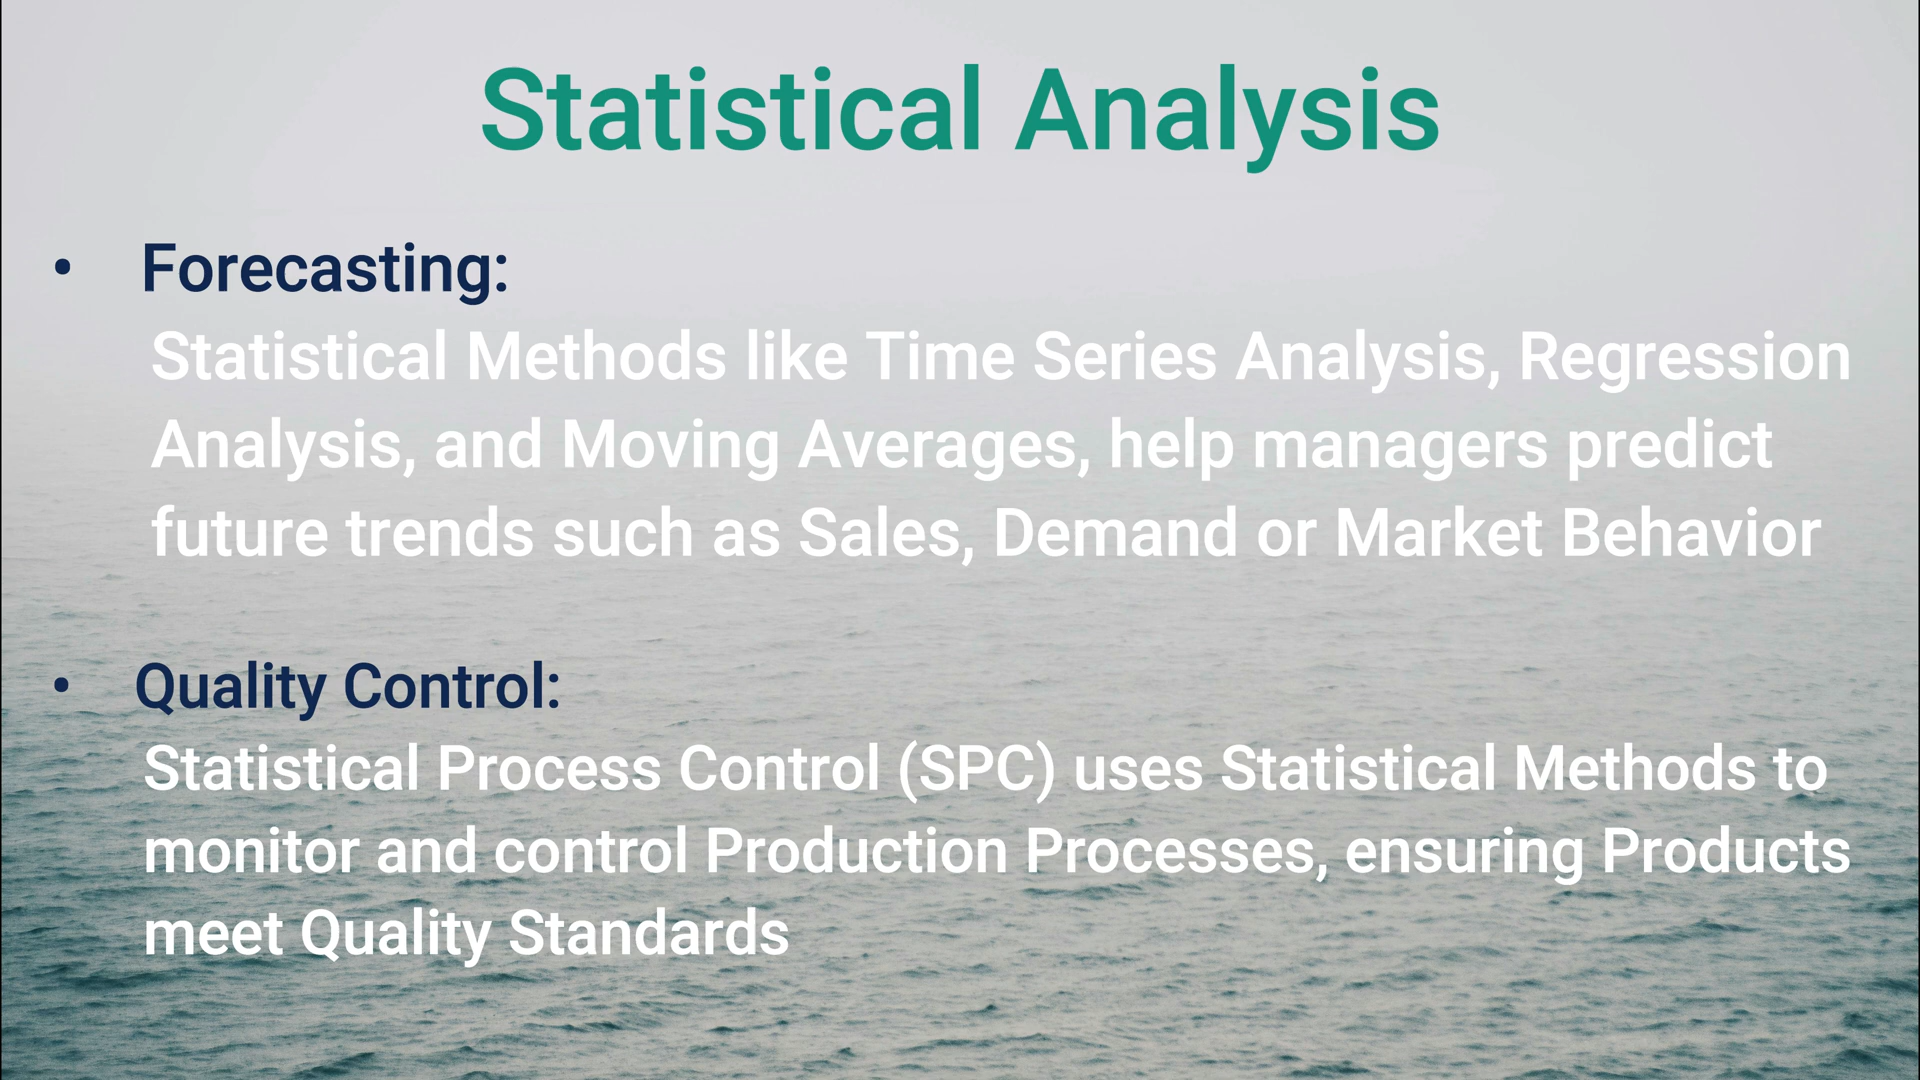 Statistical Analysis
• Forecasting:
Statistical Methods like Time Series Analysis, Regression
Analysis, and Moving Averages, help managers predict
future trends such as Sales, Demand or Market Behavior
• Quality Control:
Statistical Process Control (SPC) uses Statistical Methods to
monitor and control Production Processes, ensuring Products
meet Quality Standards